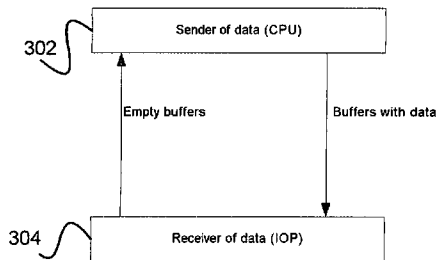 Sender of data (CPU)
302
Empty buffers
Buffers with data
304
Receiver of data (IOP)